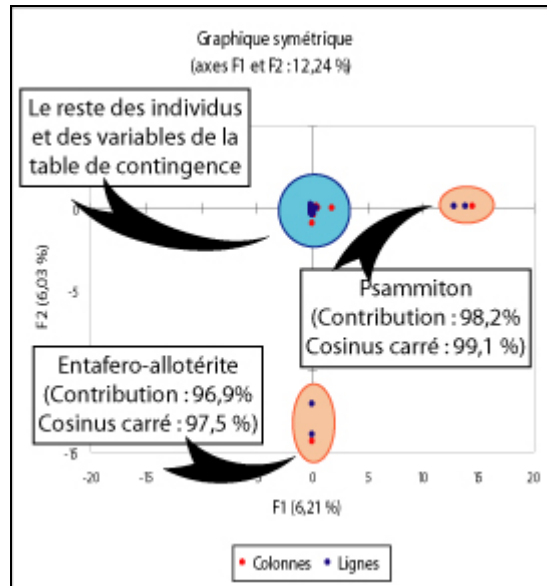 Graphique symétrique
(axes F1 et F2 : 12,24 %)
Le reste des individus
et des variables de la
table de contingence
0
-5
-15
F2 (6,03 %)
Psammiton
(Contribution : 98,2%
Cosinus carré : 99,1 %)
Entafero-allotérite
(Contribution : 96,9%
Cosinus carré : 97,5 %)
-20 -15 -10 -5 0 5 10 15 20
F1 (6,21 %)
Colonnes Lignes